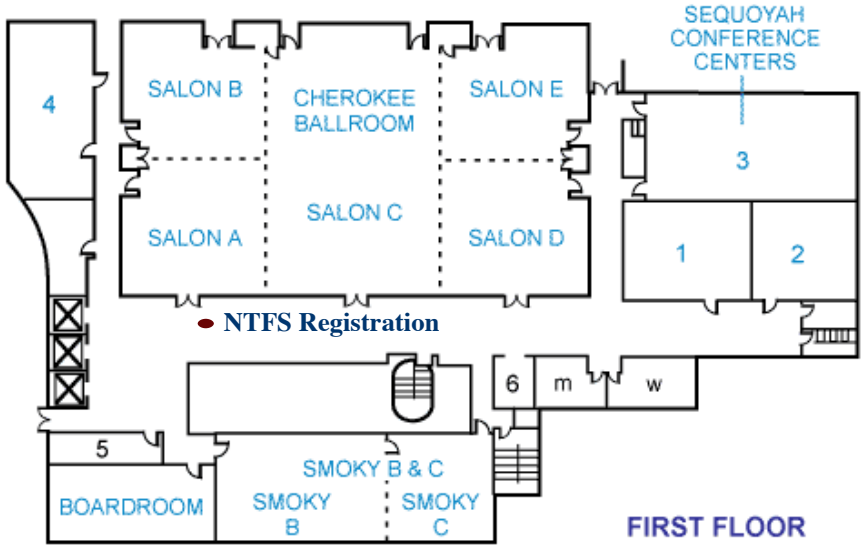 SEQUOYAH
CONFERENCE
CENTERS
4
SALON B
CHEROKEE
BALLROOM
SALON E
3
SALON A
SALON C
SALON D
1
2
NTFS Registration
6
m
w
5
SMOKY B & C
BOARDROOM
SMOKY
B
SMOKY
C
FIRST FLOOR